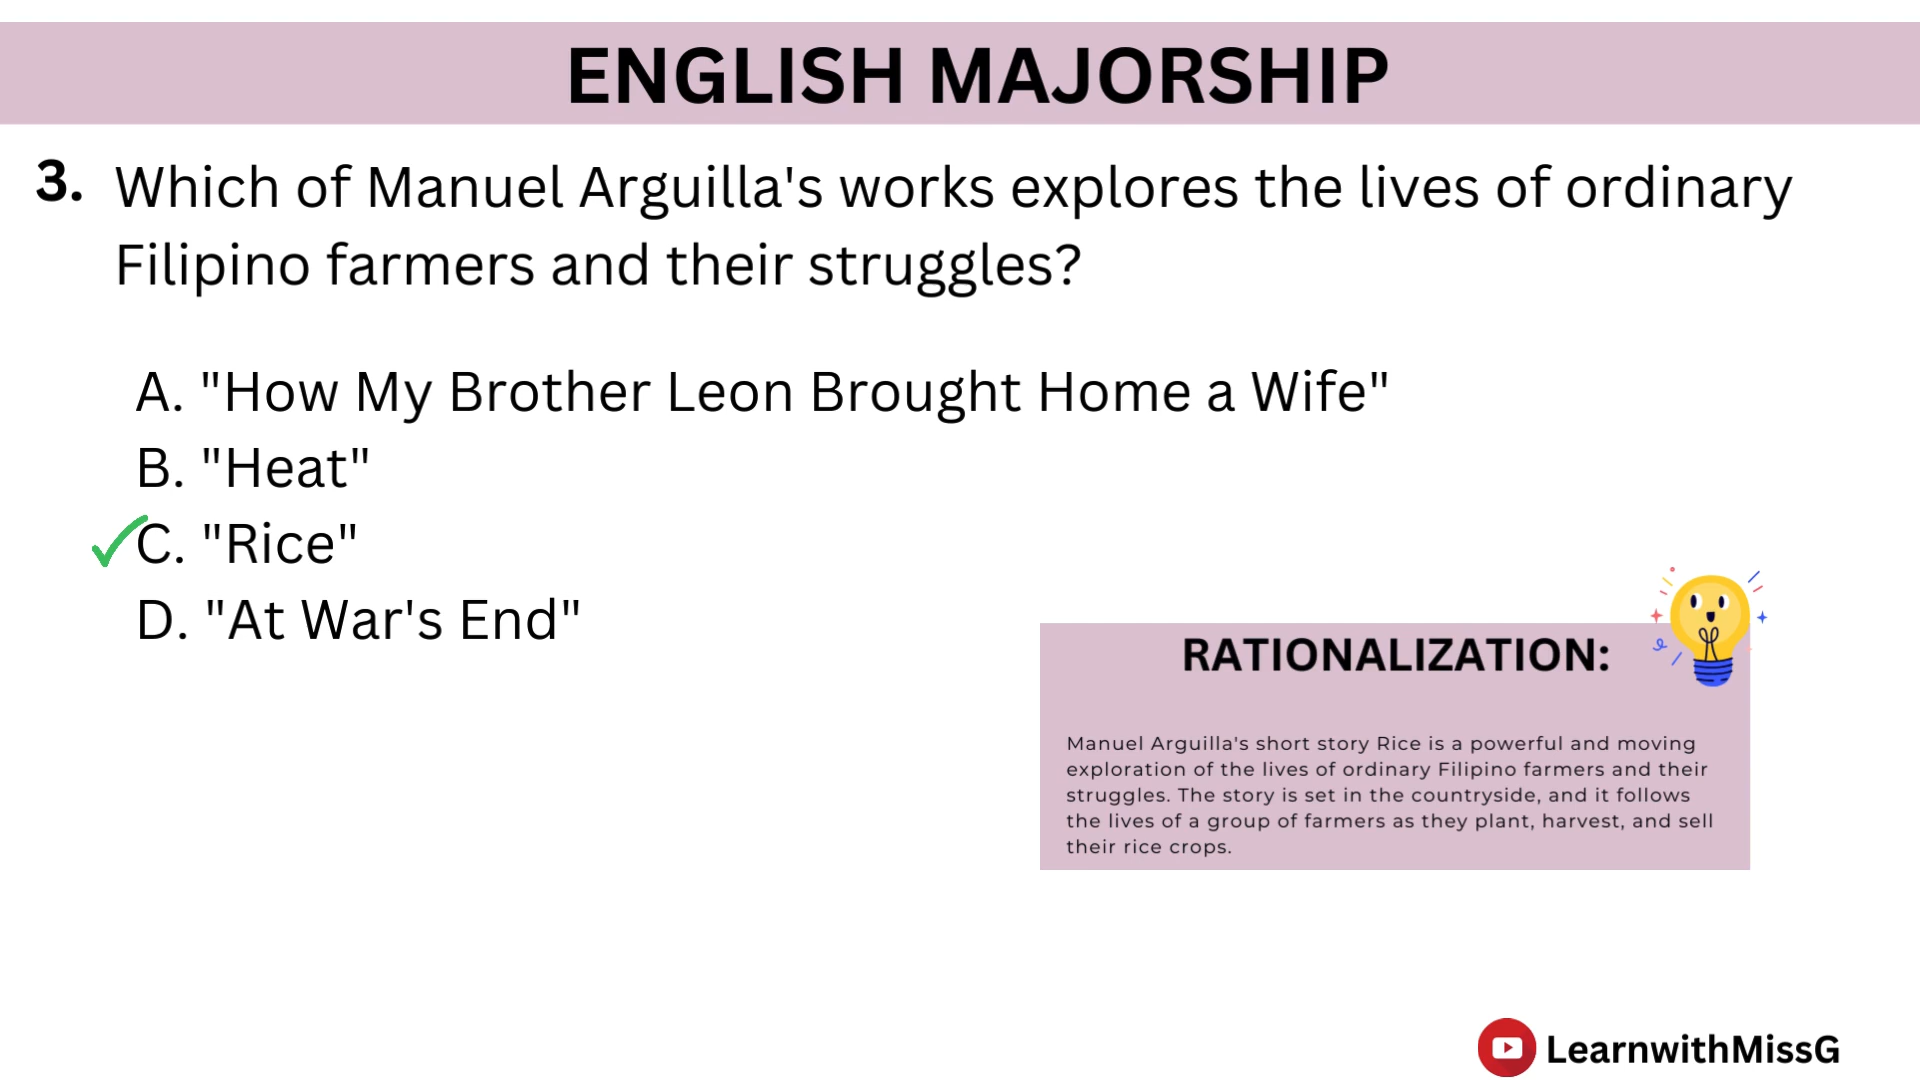 ENGLISH MAJORSHIP
3. Which of Manuel Arguilla's works explores the lives of ordinary
Filipino farmers and their struggles?
A. "How My Brother Leon Brought Home a Wife"
B. "Heat"
C. "Rice"
D. "At War's End"
RATIONALIZATION:
Manuel Arguilla's short story Rice is a powerful and moving
exploration of the lives of ordinary Filipino farmers and their
struggles. The story is set in the countryside, and it follows
the lives of a group of farmers as they plant, harvest, and sell
their rice crops.
LearnwithMissG